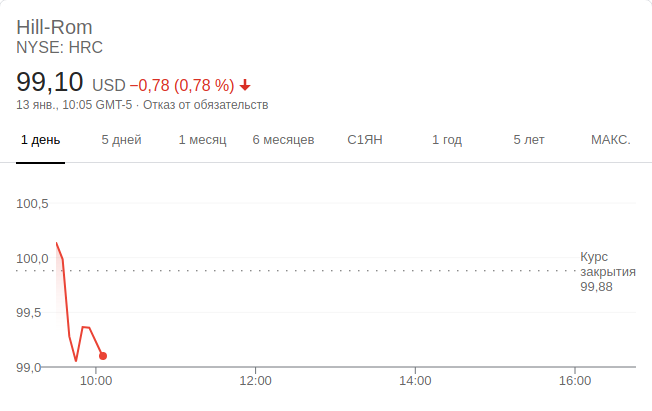 Hill-Rom
NYSE: HRC
99,10 USD −0,78 (0,78 %)
13 янв., 10:05 GMT-5 · Отказ от обязательств
1 день 5 дней 1 месяц 6 месяцев С1ЯН 1 год 5 лет МАКС.
100,5
100,0
Курс
закрытия
99,88
99,5
99,0
10:00 12:00 14:00 16:00